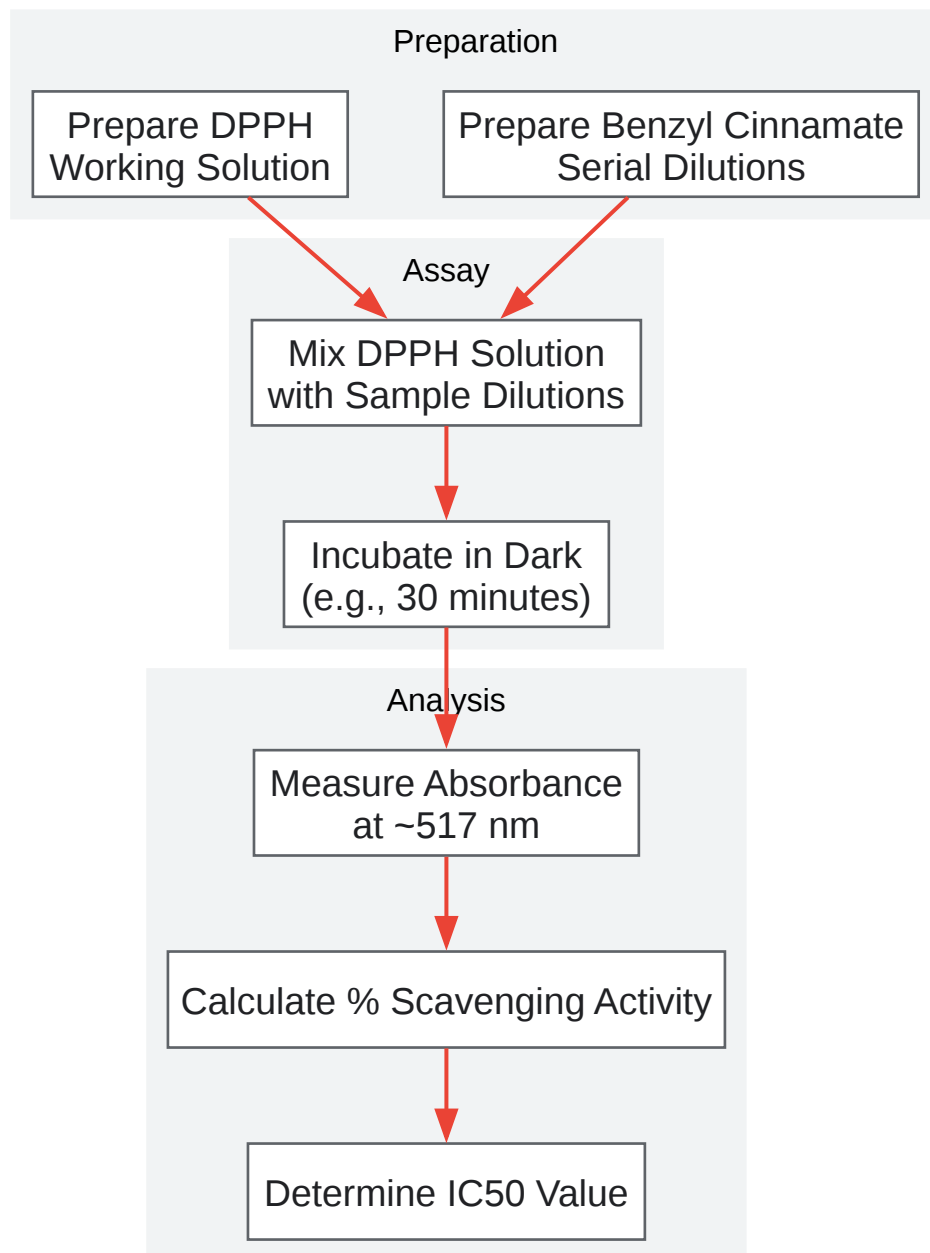 Preparation
Prepare DPPH
Working Solution
Prepare Benzyl Cinnamate
Serial Dilutions
Assay
Mix DPPH Solution
with Sample Dilutions
Incubate in Dark
(e.g., 30 minutes)
Analysis
Measure Absorbance
at ~517 nm
Calculate % Scavenging Activity
Determine IC50 Value